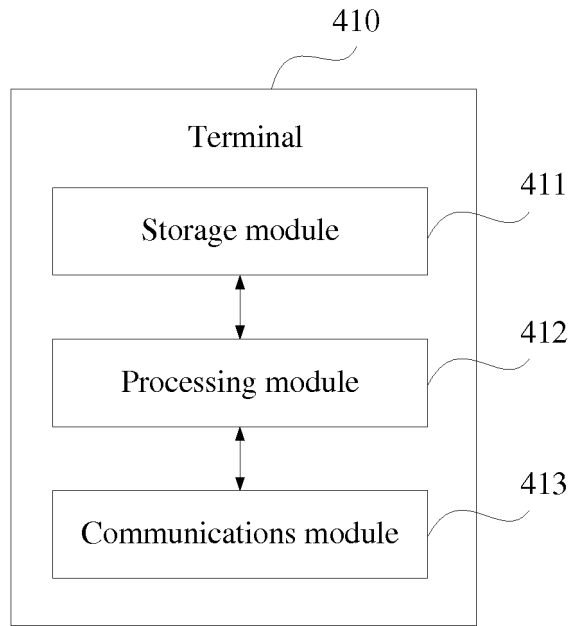 410
Terminal
411
Storage module
412
Processing module
413
Communications module